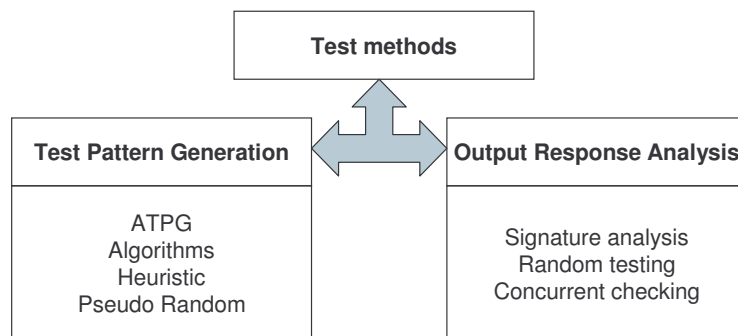 Test methods
Test Pattern Generation
ATPG
Algorithms
Heuristic
Pseudo Random
Output Response Analysis
Signature analysis
Random testing
Concurrent checking